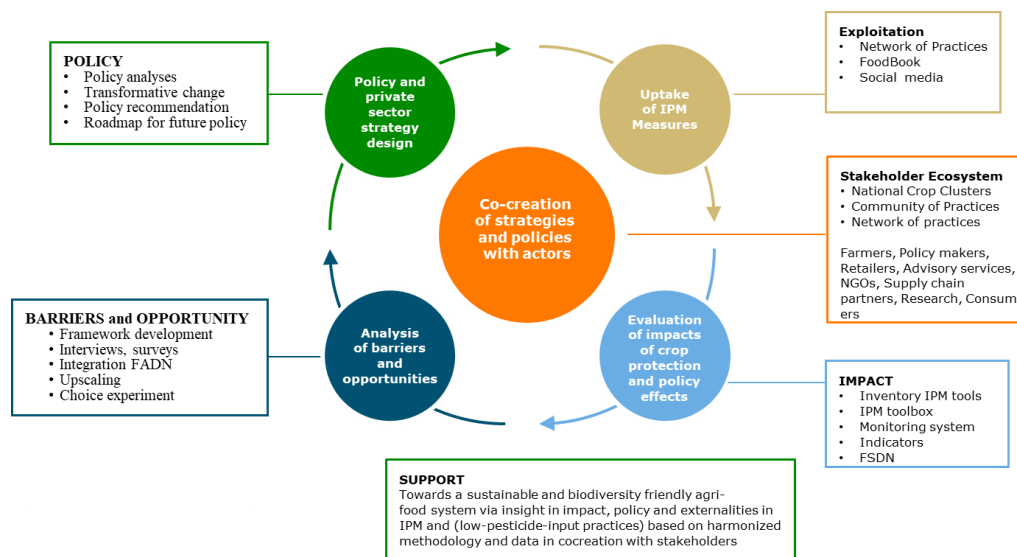 POLICY
• Policy analyses
• Transformative change
• Policy recommendation
• Roadmap for future policy
Policy and
private
sector
strategy
design
Uptake
of IPM
Measures
Exploitation
• Network of Practices
• FoodBook
• Social media
Co-creation
of strategies
and policies
with actors
Stakeholder Ecosystem
• National Crop Clusters
• Community of Practices
• Network of practices
Farmers, Policy makers,
Retailers, Advisory services,
NGOs, Supply chain
partners, Research, Consum
ers
BARRIERS and OPPORTUNITY
• Framework development
• Interviews, surveys
• Integration FADN
• Upscaling
• Choice experiment
Analysis
of barriers
and
opportunities
Evaluation
of impacts
of crop
protection
and policy
effects
IMPACT
• Inventory IPM tools
• IPM toolbox
• Monitoring system
• Indicators
• FSDN
SUPPORT
Towards a sustainable and biodiversity friendly agri-
food system via insight in impact, policy and externalities in
IPM and (low-pesticide-input practices) based on harmonized
methodology and data in cocreation with stakeholders